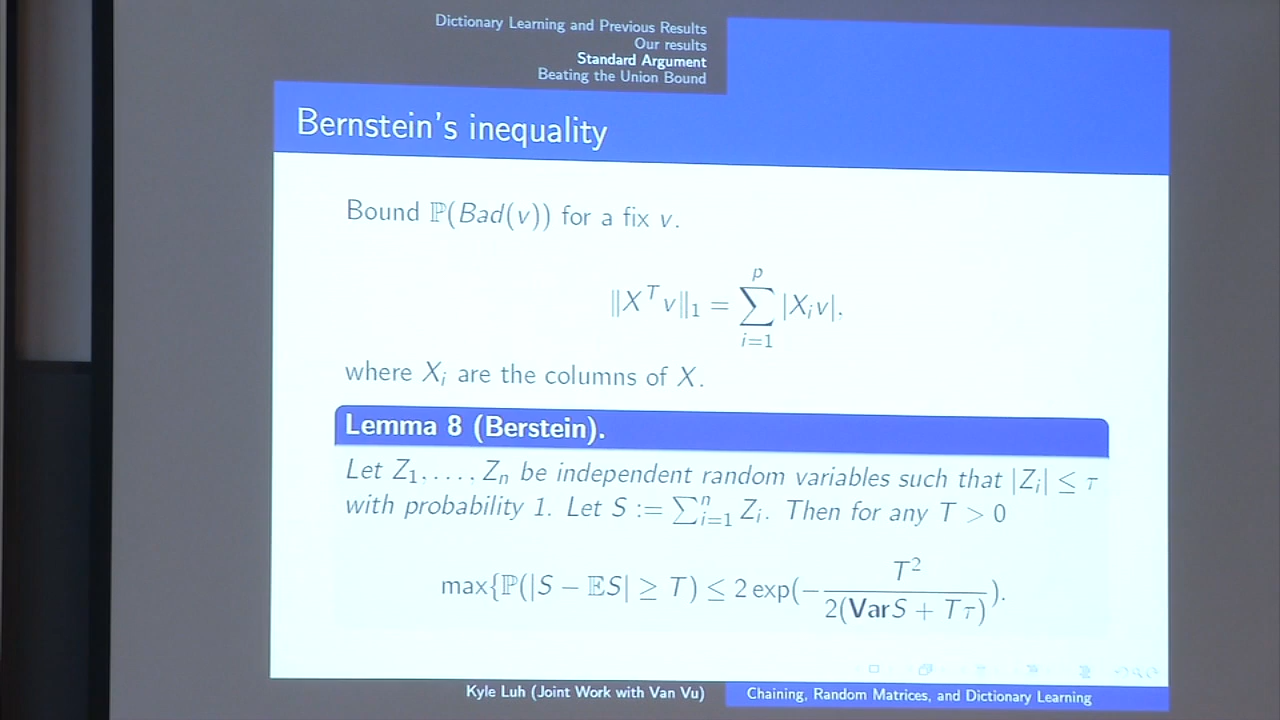 Dictionary Learning and Previous Results
Our results
Standard Argument
Beating the Union Bound
Bernstein's inequality
Bound ℙ(Bad(v)) for a fix v.
‖X^T v‖₁ = ∑_{i=1}^{p} |X_i v|.
where X_i are the columns of X.
Lemma 8 (Berstein).
Let Z_1, . . . , Z_n be independent random variables such that |Z_i| ≤ τ
with probability 1. Let S := ∑_{i=1}^{n} Z_i. Then for any T > 0
max{ℙ(|S − 𝔼S| ≥ T) ≤ 2 exp(− T² / 2(VarS + Tτ) ).
Kyle Luh (Joint Work with Van Vu)
Chaining, Random Matrices, and Dictionary Learning